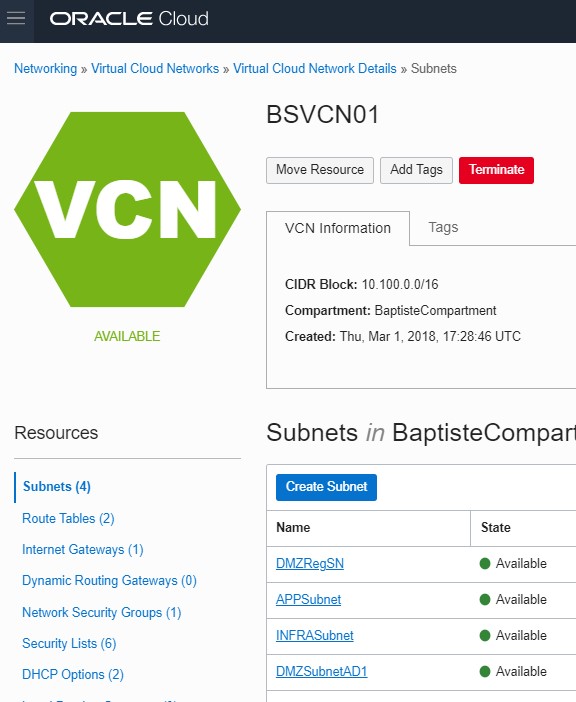 ORACLE Cloud
Networking » Virtual Cloud Networks » Virtual Cloud Network Details » Subnets
VCN
AVAILABLE
BSVCN01
Move Resource Add Tags Terminate
VCN Information Tags
CIDR Block: 10.100.0.0/16
Compartment: BaptisteCompartment
Created: Thu, Mar 1, 2018, 17:28:46 UTC
Resources
Subnets (4)
Route Tables (2)
Internet Gateways (1)
Dynamic Routing Gateways (0)
Network Security Groups (1)
Security Lists (6)
DHCP Options (2)
Subnets in BaptisteCompart
Create Subnet
Name State
DMZRegSN Available
APPSubnet Available
INFRASubnet Available
DMZSubnetAD1 Available